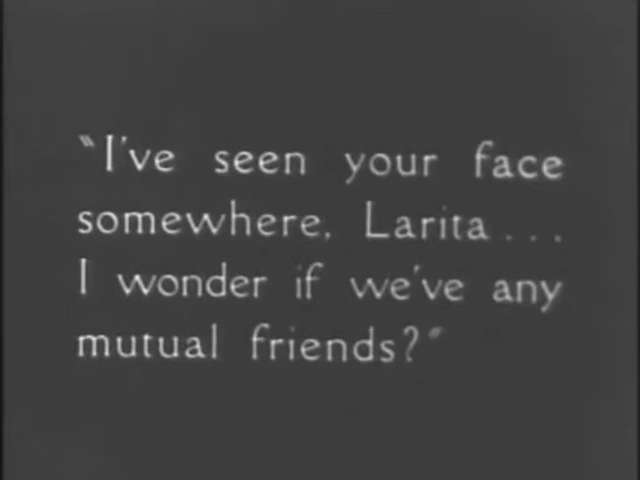 "I've seen your face
somewhere, Larita...
I wonder if we've any
mutual friends?"